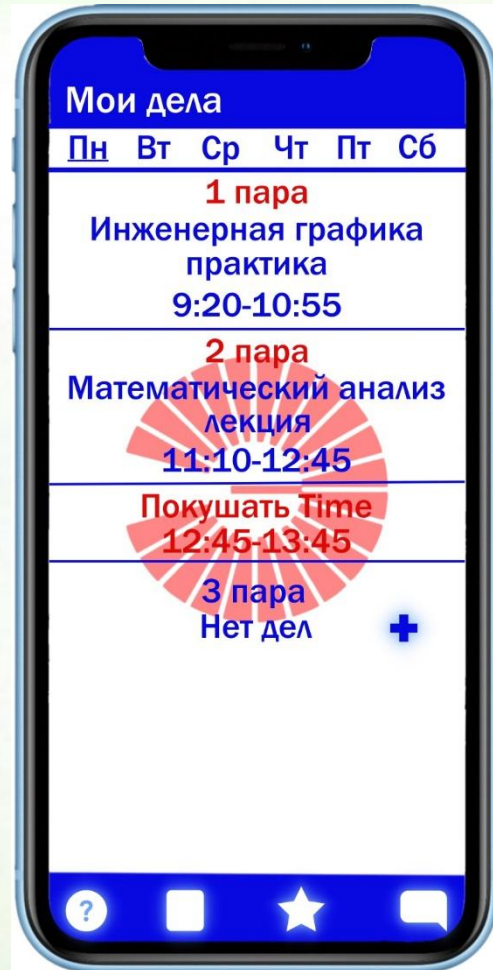 Мои дела
Пн Вт Ср Чт Пт Сб
1 пара
Инженерная графика
практика
9:20-10:55
2 пара
Математический анализ
лекция
11:10-12:45
Покушать Time
12:45-13:45
3 пара
Нет дел
?